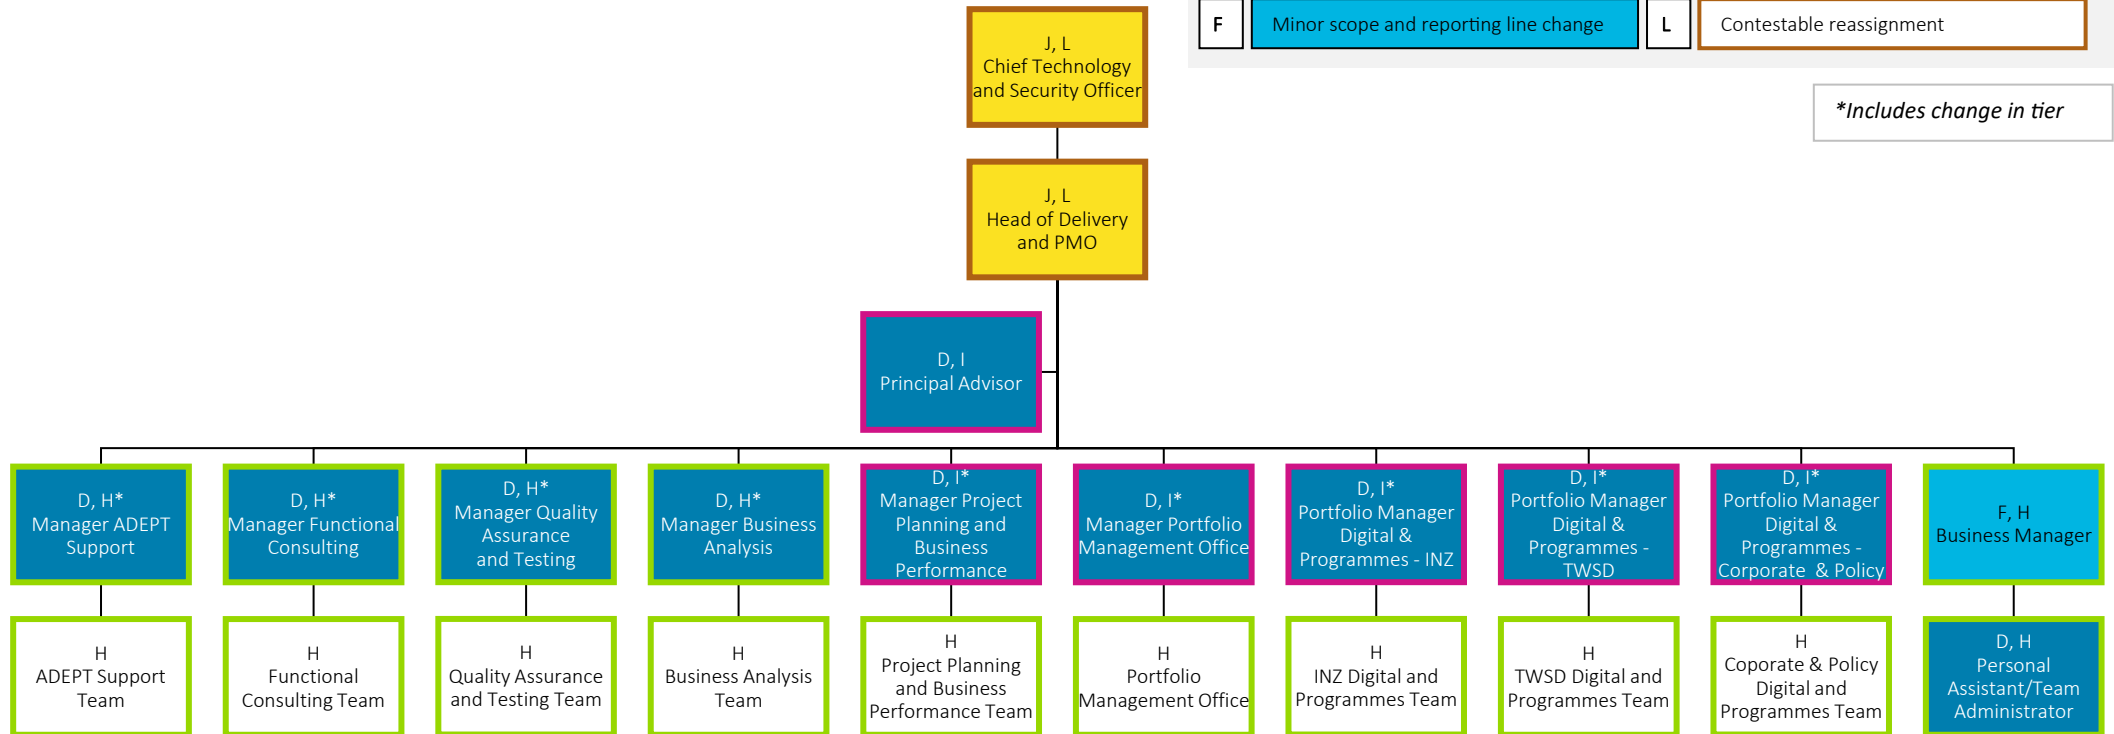 F
Minor scope and reporting line change
L
Contestable reassignment
*Includes change in tier
J, L
Chief Technology
and Security Officer
J, L
Head of Delivery
and PMO
D, I
Principal Advisor
D, H*
Manager ADEPT
Support
D, H*
Manager Functional
Consulting
D, H*
Manager Quality
Assurance
and Testing
D, H*
Manager Business
Analysis
D, I*
Manager Project
Planning and
Business
Performance
D, I*
Manager Portfolio
Management Office
D, I*
Portfolio Manager
Digital &
Programmes - INZ
D, I*
Portfolio Manager
Digital &
Programmes -
TWSD
D, I*
Portfolio Manager
Digital &
Programmes -
Corporate & Policy
F, H
Business Manager
H
ADEPT Support
Team
H
Functional
Consulting Team
H
Quality Assurance
and Testing Team
H
Business Analysis
Team
H
Project Planning
and Business
Performance Team
H
Portfolio
Management Office
H
INZ Digital and
Programmes Team
H
TWSD Digital and
Programmes Team
H
Coporate & Policy
Digital and
Programmes Team
D, H
Personal
Assistant/Team
Administrator